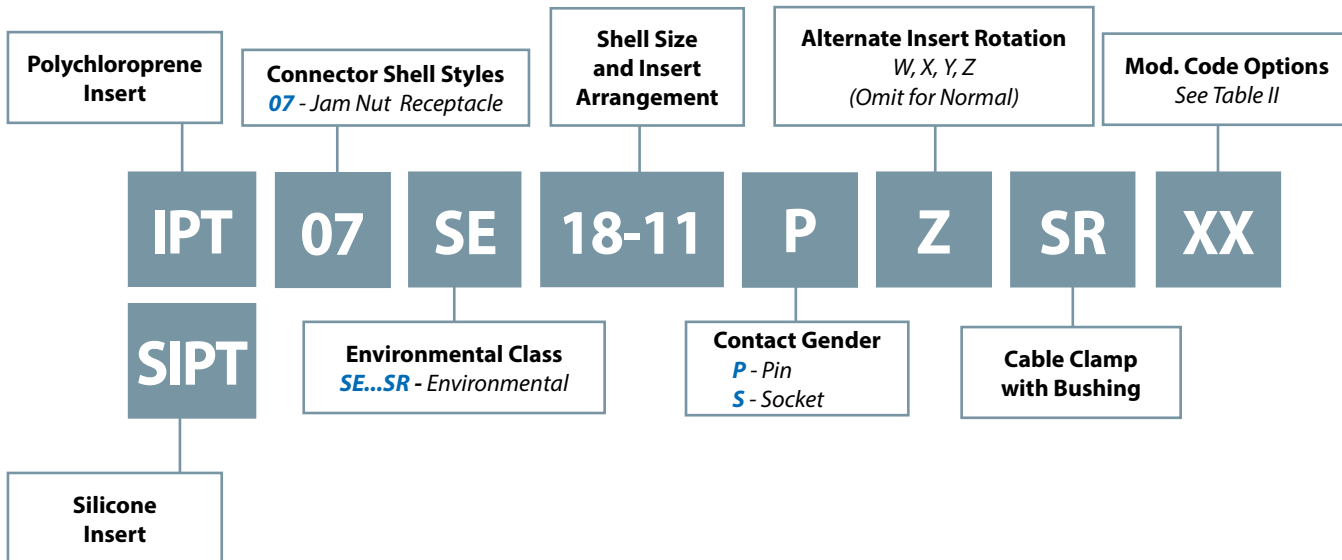 Polychloroprene
Insert
Connector Shell Styles
07 - Jam Nut Receptacle
Shell Size
and Insert
Arrangement
Alternate Insert Rotation
W, X, Y, Z
(Omit for Normal)
Mod. Code Options
See Table II
IPT
07
SE
18-11
P
Z
SR
XX
SIPT
Environmental Class
SE...SR - Environmental
Contact Gender
P - Pin
S - Socket
Cable Clamp
with Bushing
Silicone
Insert